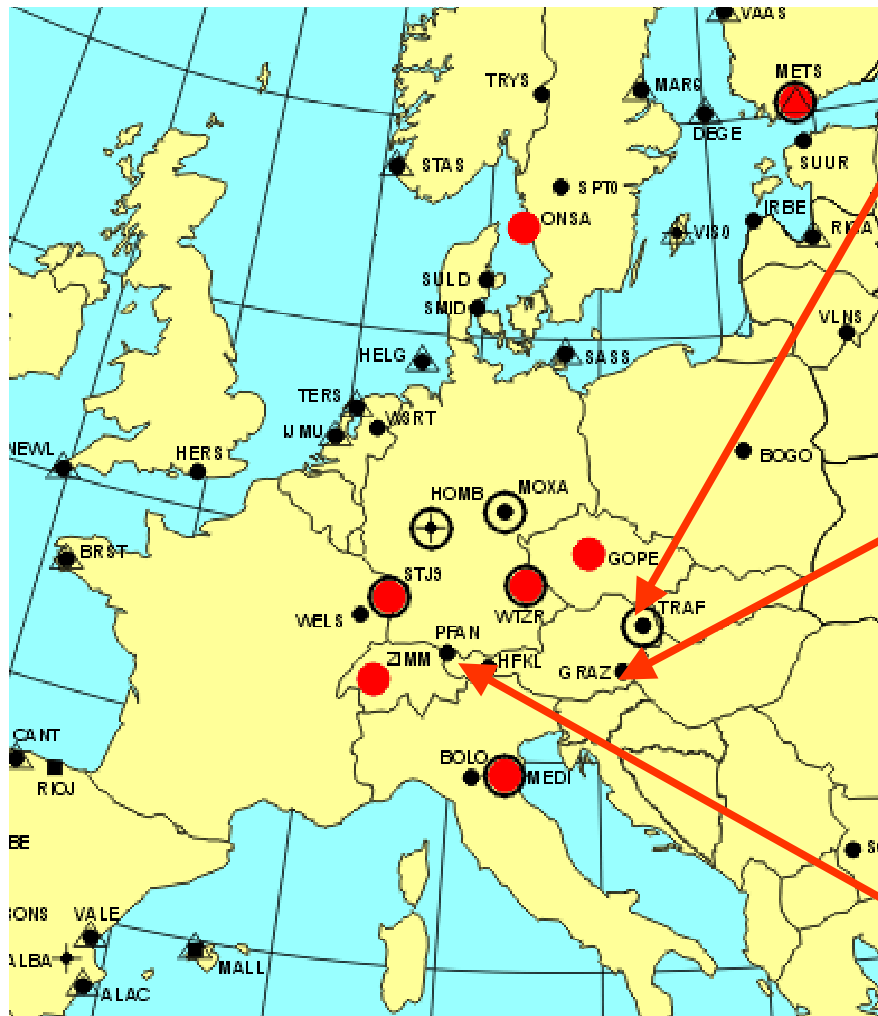 VAAS
METS
TRYS
MARG
DEGE
SUUR
STAS
SPT0
IRBE
ONSA
VIS0
RIGA
SULD
SMID
VLNS
HELG
SASS
TERS
WSRT
IJMU
NEWL
HERS
BOGO
HOMB
MOXA
BRST
GOPE
STJ9
WTZR
TRAF
WELS
PFAN
ZIMM
HFKL
GRAZ
CANT
BOLO
MEDI
RIOJ
BE
SO
SONS
VALE
ALBA
MALL
ALAC